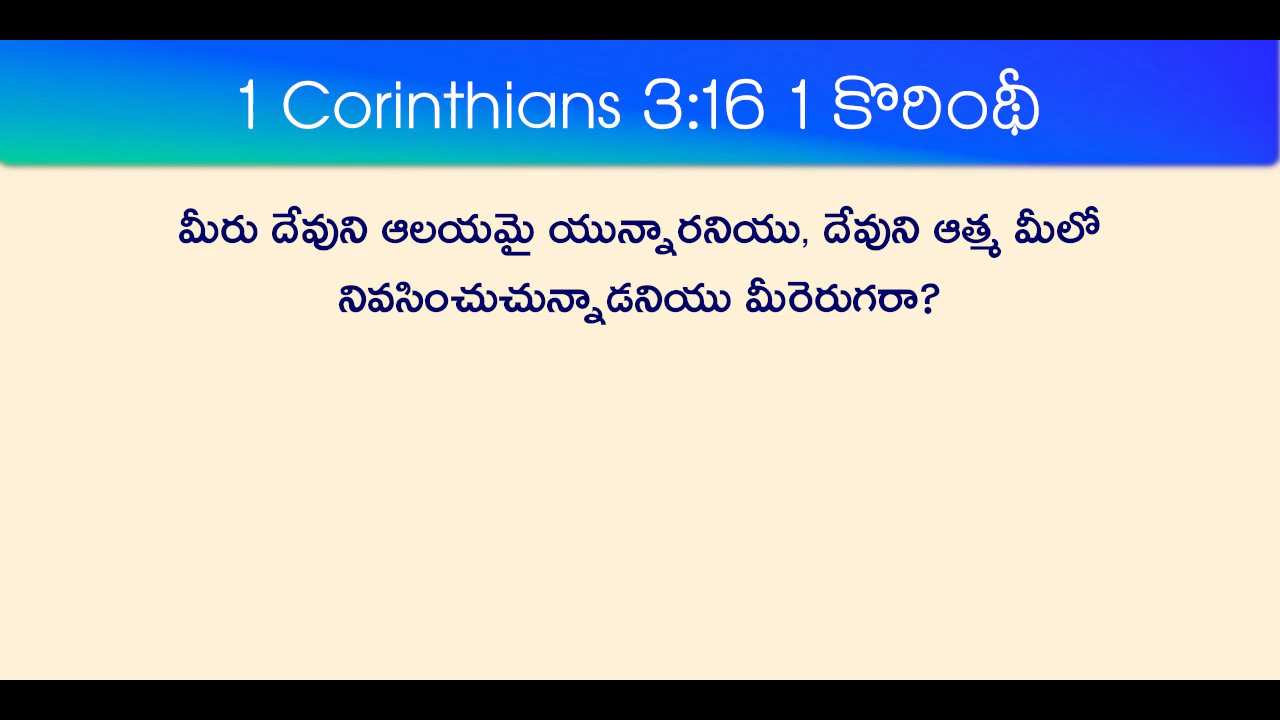 1 Corinthians 3:16 1 కొరింథీ
మీరు దేవుని ఆలయమై యున్నారనియు, దేవుని ఆత్మ మీలో
నివసించుచున్నాడనియు మీరెరుగరా?